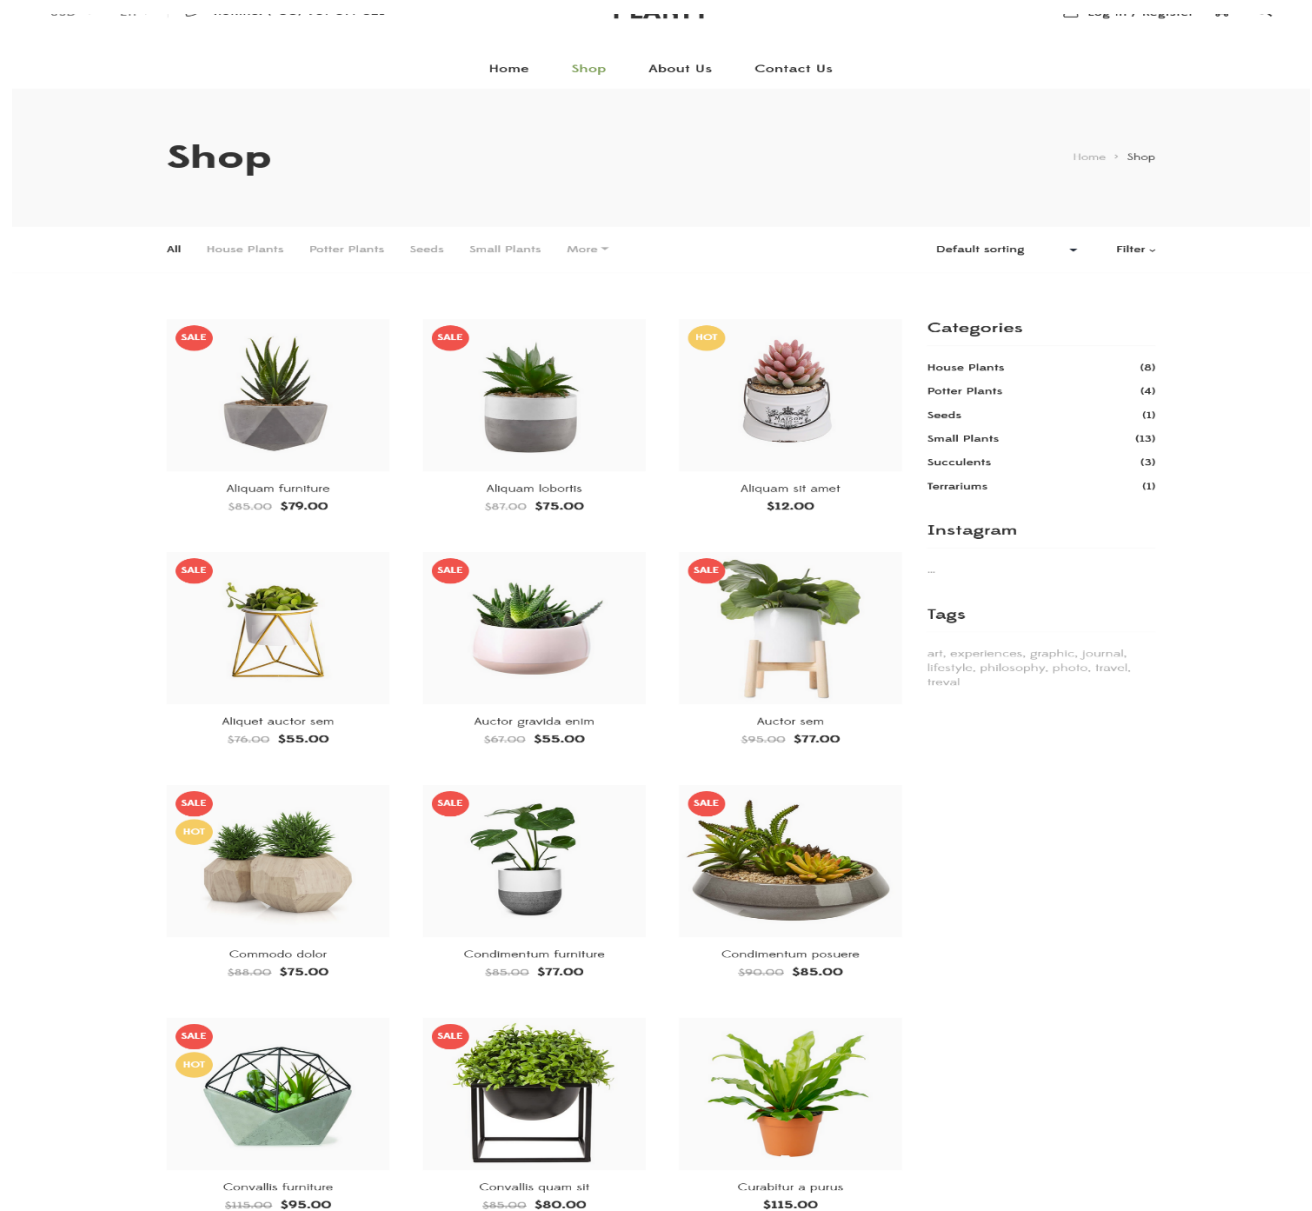 Home Shop About Us Contact Us
Shop
Home > Shop
All House Plants Potter Plants Seeds Small Plants More
Default sorting Filter
SALE
SALE
HOT
MAISON
Aliquam furniture
$85.00 $79.00
Aliquam lobortis
$87.00 $75.00
Aliquam sit amet
$12.00
SALE
SALE
SALE
Aliquet auctor sem
$76.00 $55.00
Auctor gravida enim
$67.00 $55.00
Auctor sem
$95.00 $77.00
SALE
HOT
SALE
SALE
Commodo dolor
$88.00 $75.00
Condimentum furniture
$85.00 $77.00
Condimentum posuere
$90.00 $85.00
SALE
HOT
SALE
Convallis furniture
$115.00 $95.00
Convallis quam sit
$85.00 $80.00
Curabitur a purus
$115.00
Categories
House Plants (8)
Potter Plants (4)
Seeds (1)
Small Plants (13)
Succulents (3)
Terrariums (1)
Instagram
...
Tags
art, experiences, graphic, journal,
lifestyle, philosophy, photo, travel,
treval